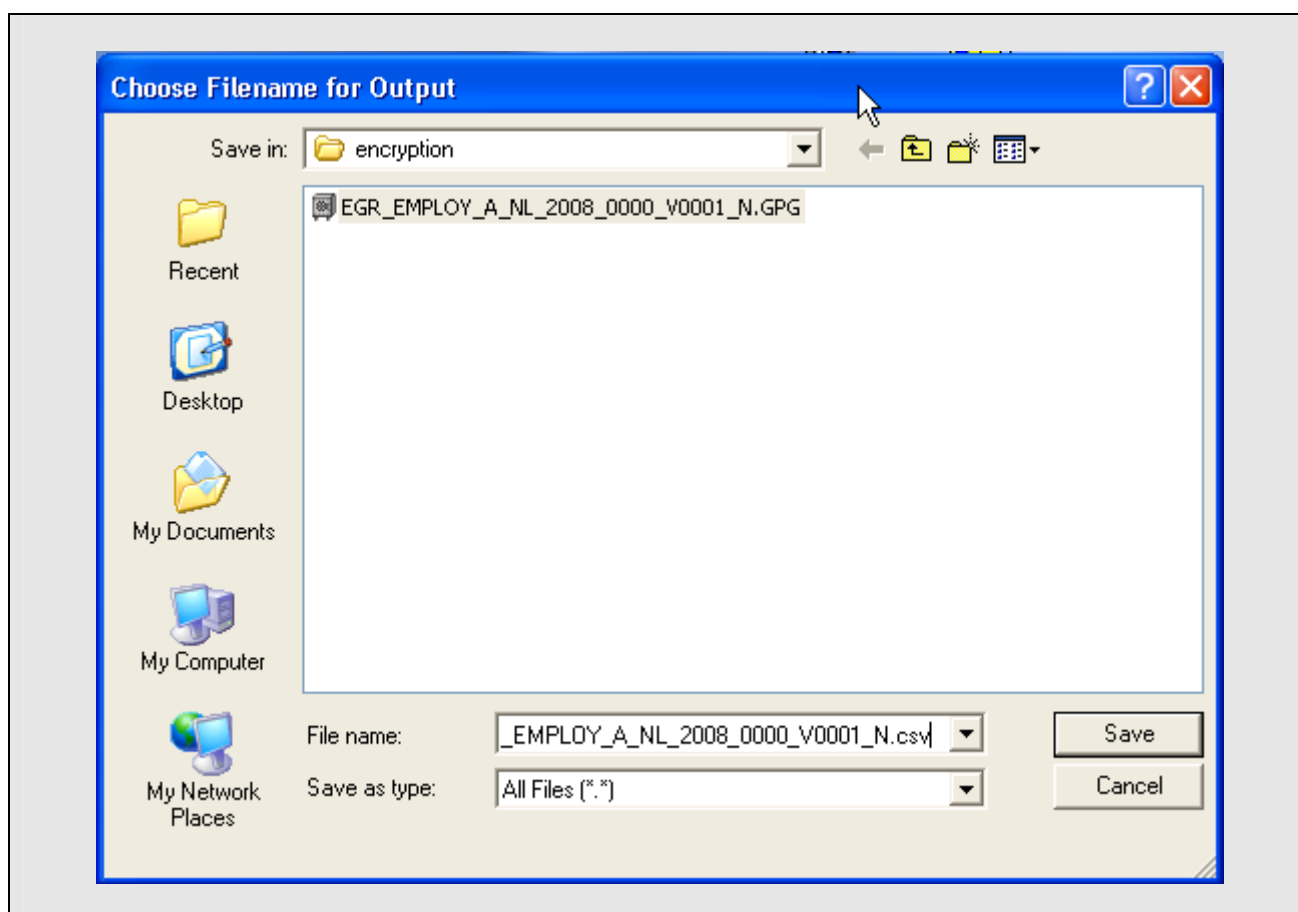 Choose Filename for Output
Save in:
encryption
EGR_EMPLOY_A_NL_2008_0000_V0001_N.GPG
Recent
Desktop
My Documents
My Computer
My Network
Places
File name:
_EMPLOY_A_NL_2008_0000_V0001_N.csv
Save
Save as type:
All Files (*.*)
Cancel